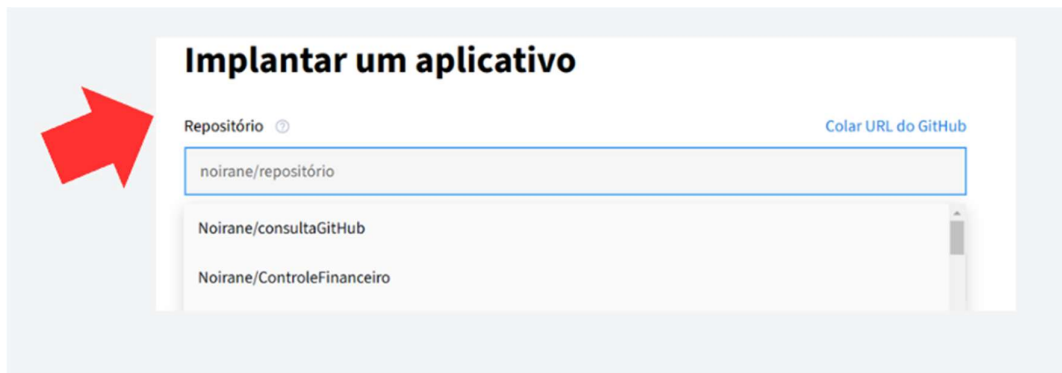 Implantar um aplicativo
Repositório
Colar URL do GitHub
noirane/repositório
Noirane/consultaGitHub
Noirane/ControleFinanceiro